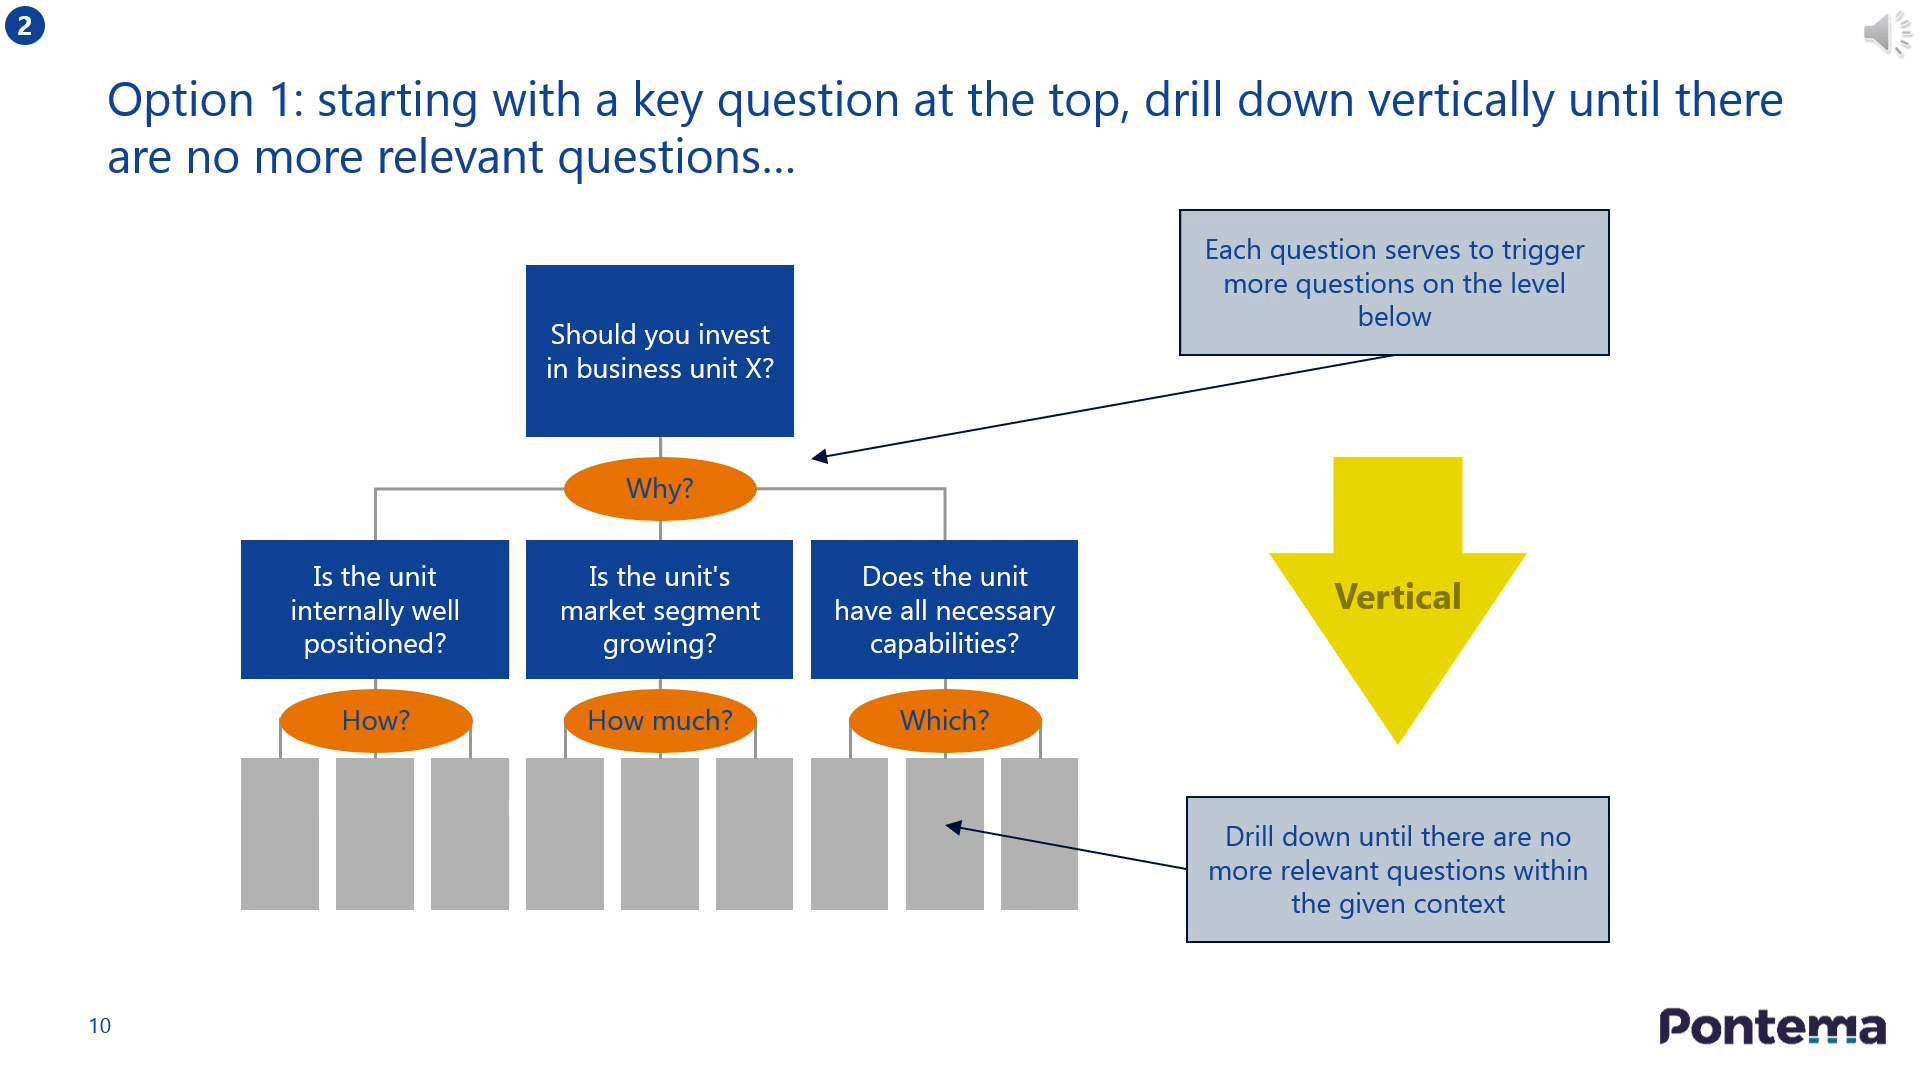 2
Option 1: starting with a key question at the top, drill down vertically until there
are no more relevant questions...
Each question serves to trigger
more questions on the level
below
Should you invest
in business unit X?
Why?
Is the unit
internally well
positioned?
Is the unit's
market segment
growing?
Does the unit
have all necessary
capabilities?
Vertical
How?
How much?
Which?
Drill down until there are no
more relevant questions within
the given context
10
Pontema